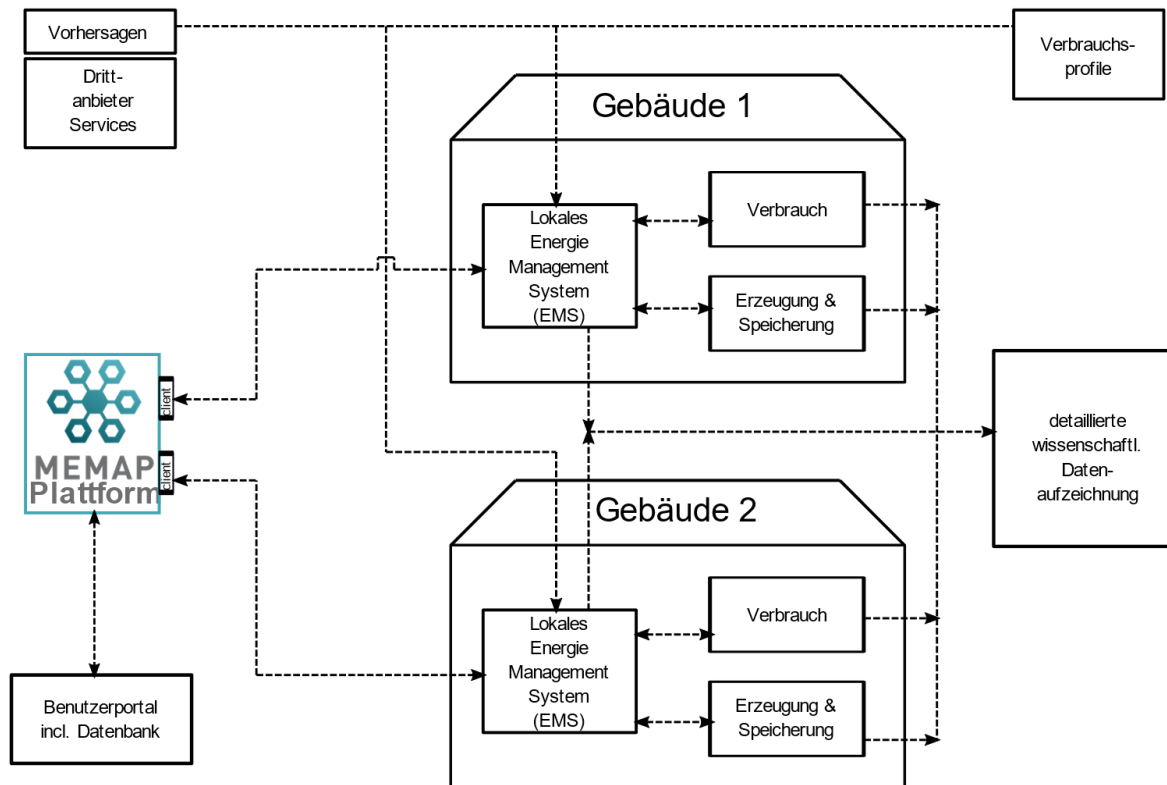 Vorhersagen
Dritt-
anbieter
Services
Verbrauchs-
profile
Gebäude 1
Lokales
Energie
Management
System
(EMS)
Verbrauch
Erzeugung &
Speicherung
client
client
MEMAP
Plattform
detaillierte
wissenschaftl.
Daten-
aufzeichnung
Gebäude 2
Lokales
Energie
Management
System
(EMS)
Verbrauch
Erzeugung &
Speicherung
Benutzerportal
incl. Datenbank